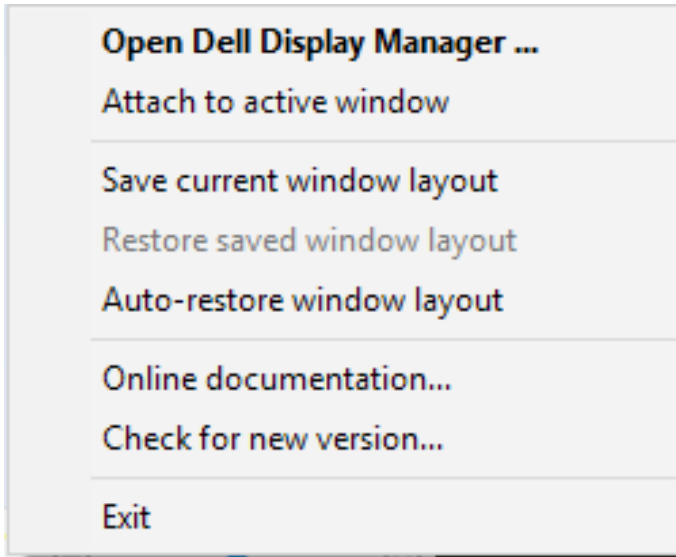 Open Dell Display Manager ...
Attach to active window
Save current window layout
Restore saved window layout
Auto-restore window layout
Online documentation...
Check for new version...
Exit